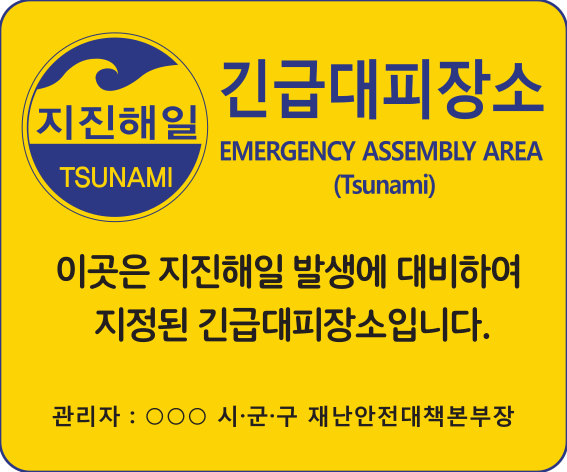 지진해일
TSUNAMI
긴급대피장소
EMERGENCY ASSEMBLY AREA
(Tsunami)
이곳은 지진해일 발생에 대비하여
지정된 긴급대피장소입니다.
관리자 : ○○○ 시·군·구 재난안전대책본부장